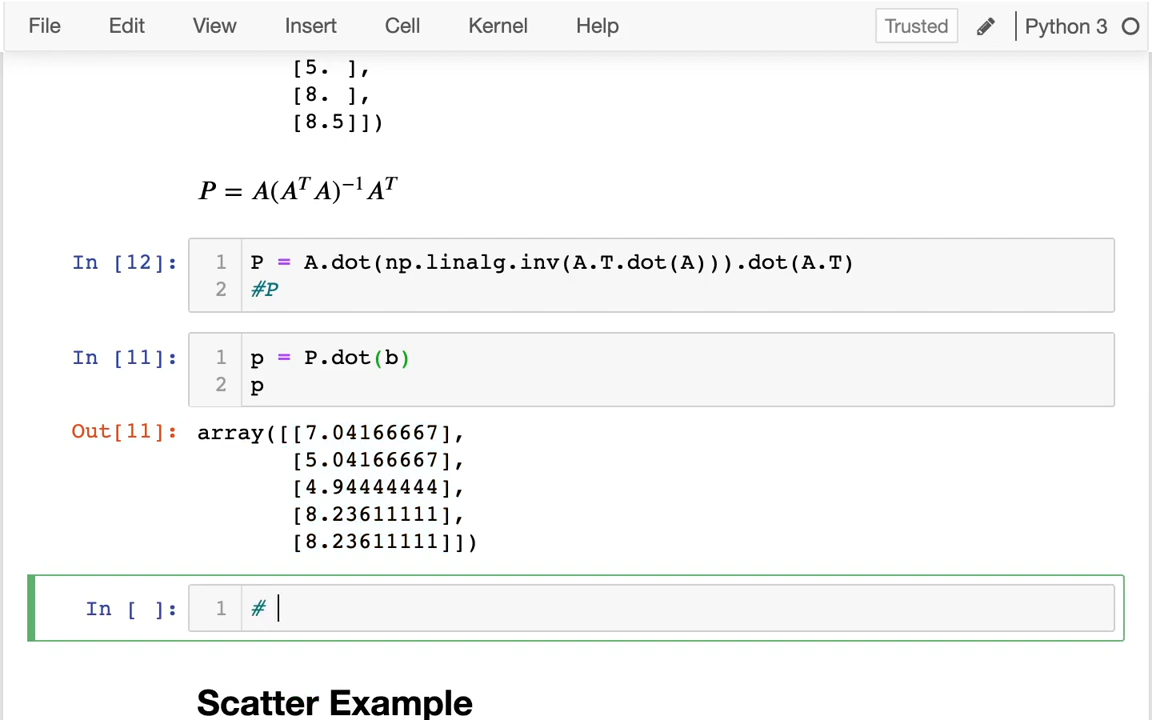 File Edit View Insert Cell Kernel Help Trusted Python 3
[5. ],
[8. ],
[8.5]])
P = A(AᵀA)⁻¹Aᵀ
In [12]: 1 P = A.dot(np.linalg.inv(A.T.dot(A))).dot(A.T)
2 #P
In [11]: 1 p = P.dot(b)
2 p
Out[11]: array([[7.04166667],
[5.04166667],
[4.94444444],
[8.23611111],
[8.23611111]])
In [ ]: 1 #
Scatter Example